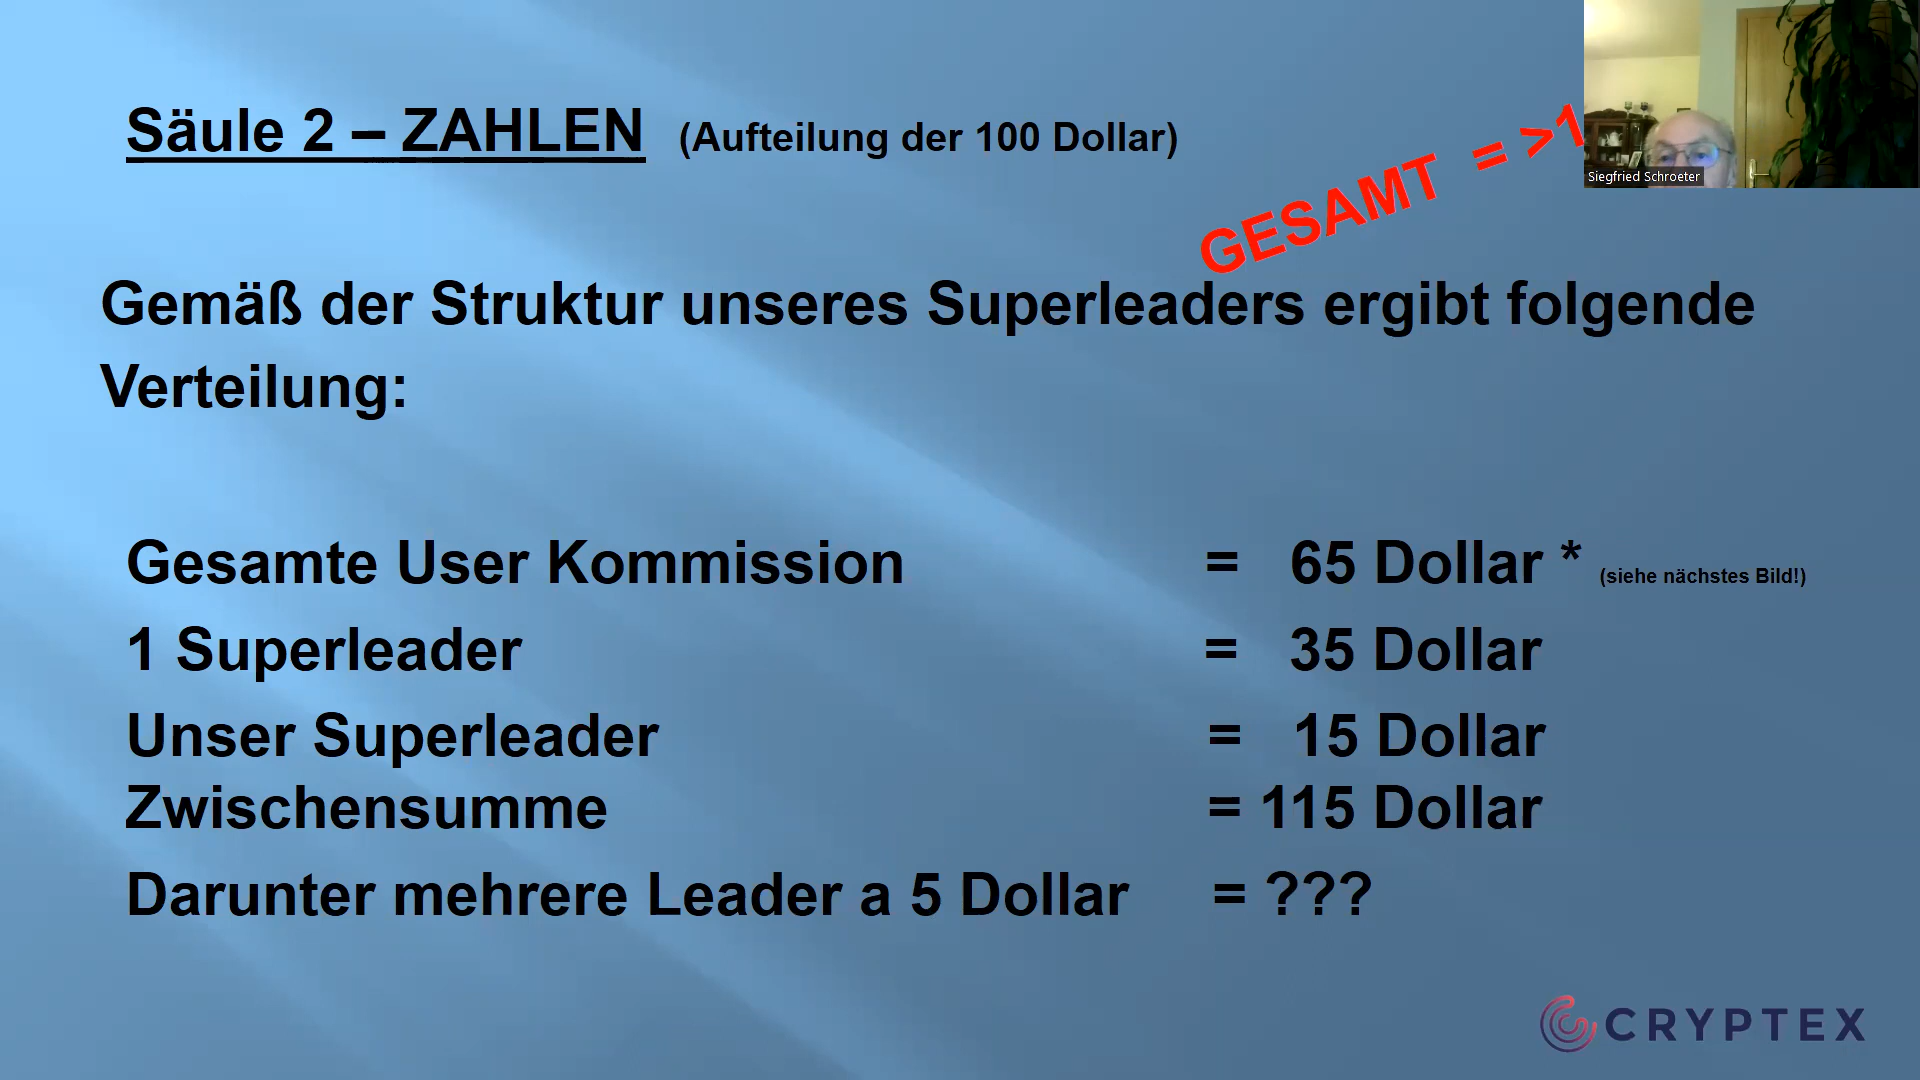 Säule 2 – ZAHLEN (Aufteilung der 100 Dollar)
GESAMT = >1
Siegfried Schroeter
Gemäß der Struktur unseres Superleaders ergibt folgende
Verteilung:
Gesamte User Kommission = 65 Dollar * (siehe nächstes Bild!)
1 Superleader = 35 Dollar
Unser Superleader = 15 Dollar
Zwischensumme = 115 Dollar
Darunter mehrere Leader a 5 Dollar = ???
CRYPTEX